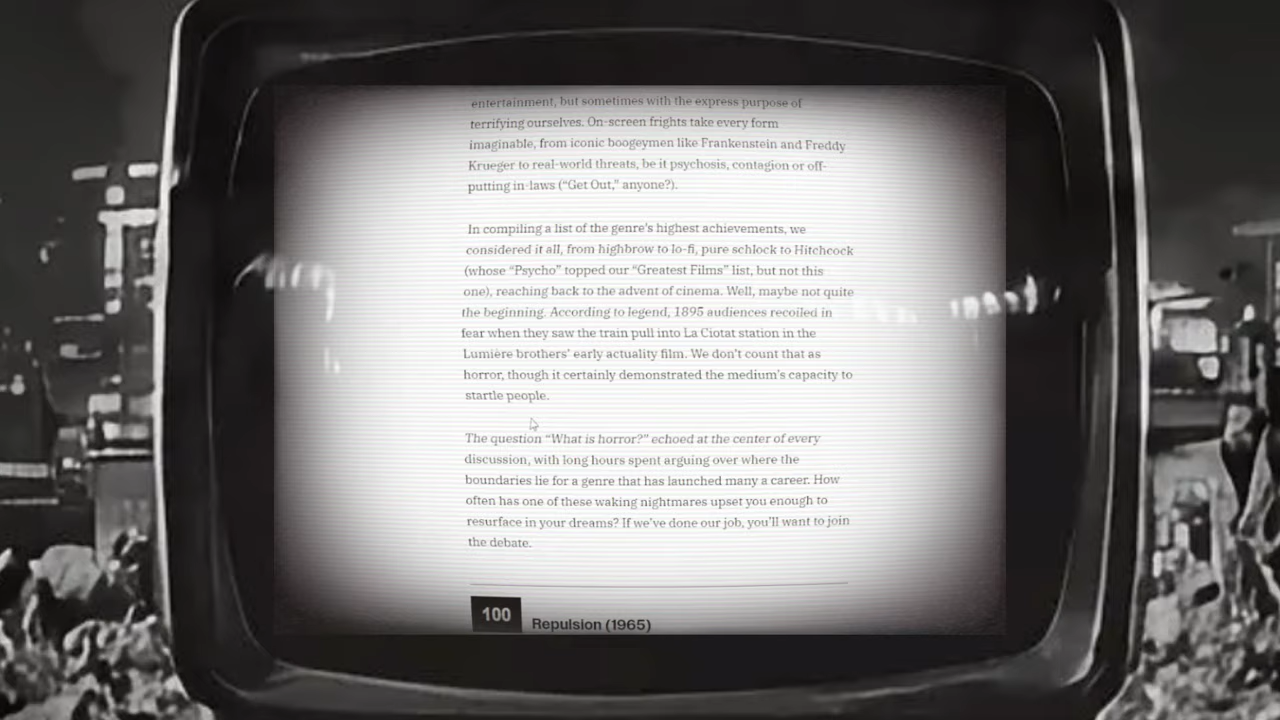 entertainment, but sometimes with the express purpose of
terrifying ourselves. On-screen frights take every form
imaginable, from iconic boogeymen like Frankenstein and Freddy
Krueger to real-world threats, be it psychosis, contagion or off-
putting in-laws (“Get Out,” anyone?).
In compiling a list of the genre’s highest achievements, we
considered it all, from highbrow to lo-fi, pure schlock to Hitchcock
(whose “Psycho” topped our “Greatest Films” list, but not this
one), reaching back to the advent of cinema. Well, maybe not quite
the beginning. According to legend, 1895 audiences recoiled in
fear when they saw the train pull into La Ciotat station in the
Lumière brothers’ early actuality film. We don’t count that as
horror, though it certainly demonstrated the medium’s capacity to
startle people.
The question “What is horror?” echoed at the center of every
discussion, with long hours spent arguing over where the
boundaries lie for a genre that has launched many a career. How
often has one of these waking nightmares upset you enough to
resurface in your dreams? If we’ve done our job, you’ll want to join
the debate.
100
Repulsion (1965)